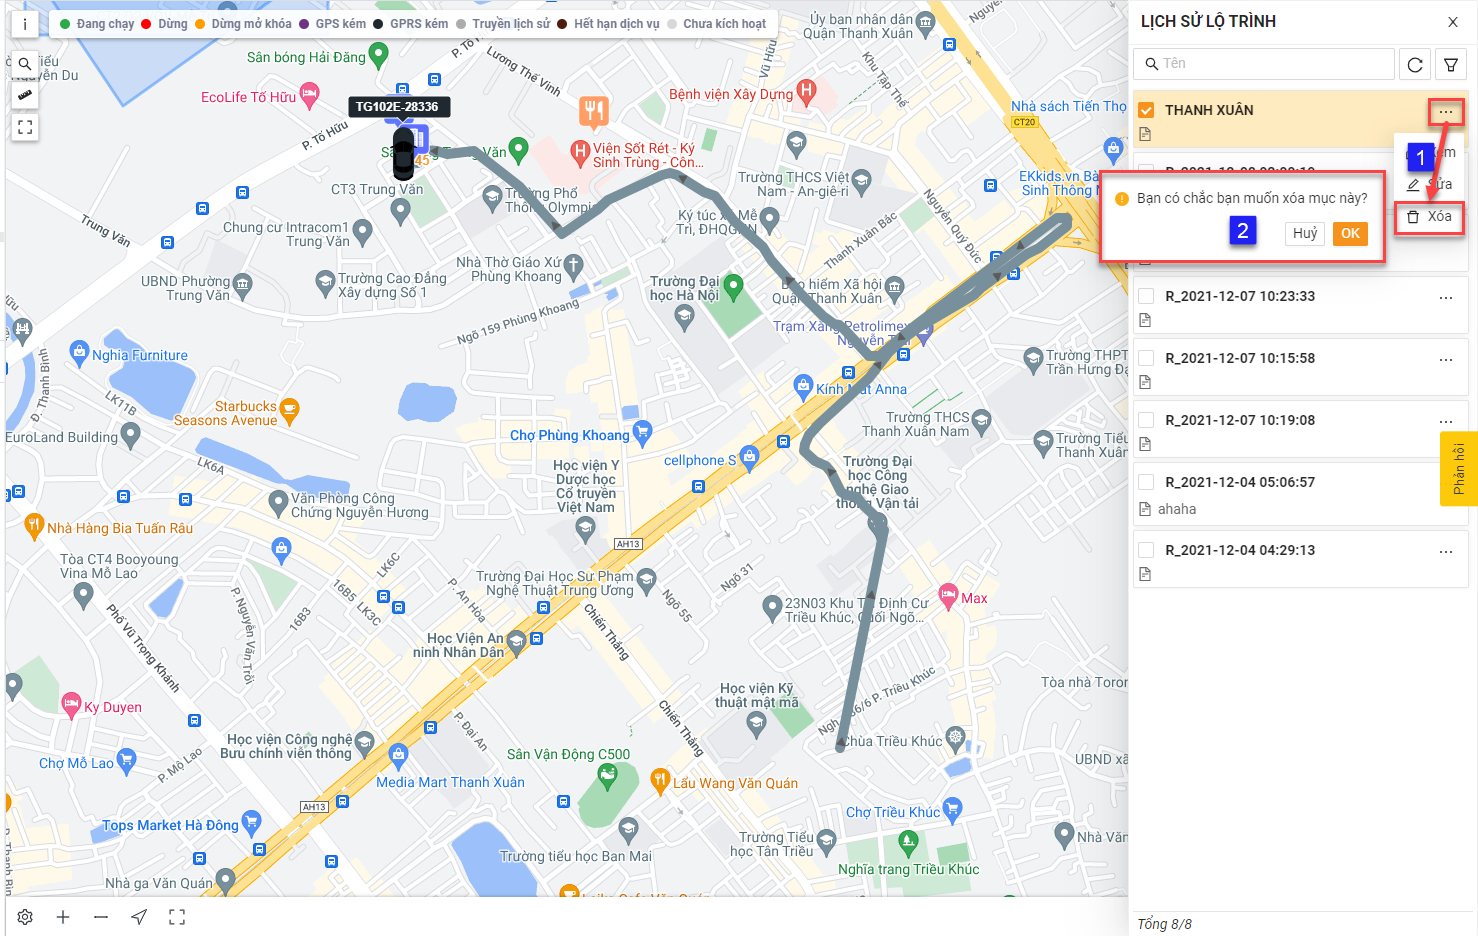 Đang chạy
Dừng
Dừng mở khóa
GPS kém
GPRS kém
Truyền lịch sử
Hết hạn dịch vụ
Chưa kích hoạt
i
Ủy ban nhân dân
Quận Thanh Xuân
Nguyễn Du
Sân bóng Hải Đăng
Lương Thế Vinh
Khu Tập Thể
EcoLife Tố Hữu
TG102E-28336
Bệnh viện Xây Dựng
Nhà sách Tiến Thọ
CT20
P. Tố Hữu
Viện Sốt Rét - Ký
Sinh Trùng - Côn...
45
CT3 Trung Văn
Trường THCS Việt
Nam - An-giê-ri
EKkids.vn Bà
Sinh Thông M
Trung Văn
Trường Phổ
Thông Olympia
Chung cư Intracom1
Trung Văn
Ký túc xá Mễ
Trì, ĐHQGHN
Thanh Xuân Bắc
Nguyễn Quý Đức
Nhà Thờ Giáo Xứ
Phùng Khoang
UBND Phường
Trung Văn
Trường Cao Đẳng
Xây dựng Số 1
Trường Đại
học Hà Nội
Bảo hiểm Xã hội
Quận Thanh Xuân
Ngõ 159 Phùng Khoang
Trạm Xăng Petrolimex
Nguyễn Trãi
Nghia Furniture
Đ. Thanh Bình
Trường THPT
Trần Hưng Đạ
Kính Mắt Anna
LK11B
Starbucks
Seasons Avenue
Trường THCS
Thanh Xuân Nam
EuroLand Building
Chợ Phùng Khoang
Trường Tiểu
Thanh Xuân
LK6A
cellphone S
Học viện Y
Dược học
Cổ truyền
Việt Nam
Trường Đại
học Công
nghệ Giao
thông Vận tải
Văn Phòng Công
Chứng Nguyễn Hương
Nhà Hàng Bia Tuấn Râu
AH13
Tòa CT4 Booyoung
Vina Mỗ Lao
LK6C
Trường Đại Học Sư Phạm
Nghệ Thuật Trung Ương
Ngõ 31
16B5
LK3C
P. An Hòa
Ngõ 55
16B3
Max
23N03 Khu Tái Định Cư
Triều Khúc, Cuối Ngõ...
Phố Vũ Trọng Khánh
P. Nguyễn Văn Trỗi
Chiến Thắng
Học Viện An
ninh Nhân Dân
Học viện Kỹ
thuật mật mã
P. Triều Khúc
Tòa nhà Toron
Ky Duyen
Chiến Thắng
P. Đại An
Chùa Triều Khúc
Học viện Công nghệ
Bưu chính viễn thông
P. Mộ Lao
Sân Vận Động C500
UBND xã
Chợ Mỗ Lao
Media Mart Thanh Xuân
Lẩu Wang Văn Quán
AH13
Chợ Triều Khúc
Tops Market Hà Đông
Trường Tiểu
học Tân Triều
Nhà Văn
Trường tiểu học Ban Mai
Nghĩa trang Triều Khúc
Nhà ga Văn Quán
LỊCH SỬ LỘ TRÌNH
Tên
THANH XUÂN
1
Sửa
Xóa
Bạn có chắc bạn muốn xóa mục này?
2
Huỷ
OK
R_2021-12-07 10:23:33
R_2021-12-07 10:15:58
R_2021-12-07 10:19:08
Phản hồi
R_2021-12-04 05:06:57
ahaha
R_2021-12-04 04:29:13
Tổng 8/8